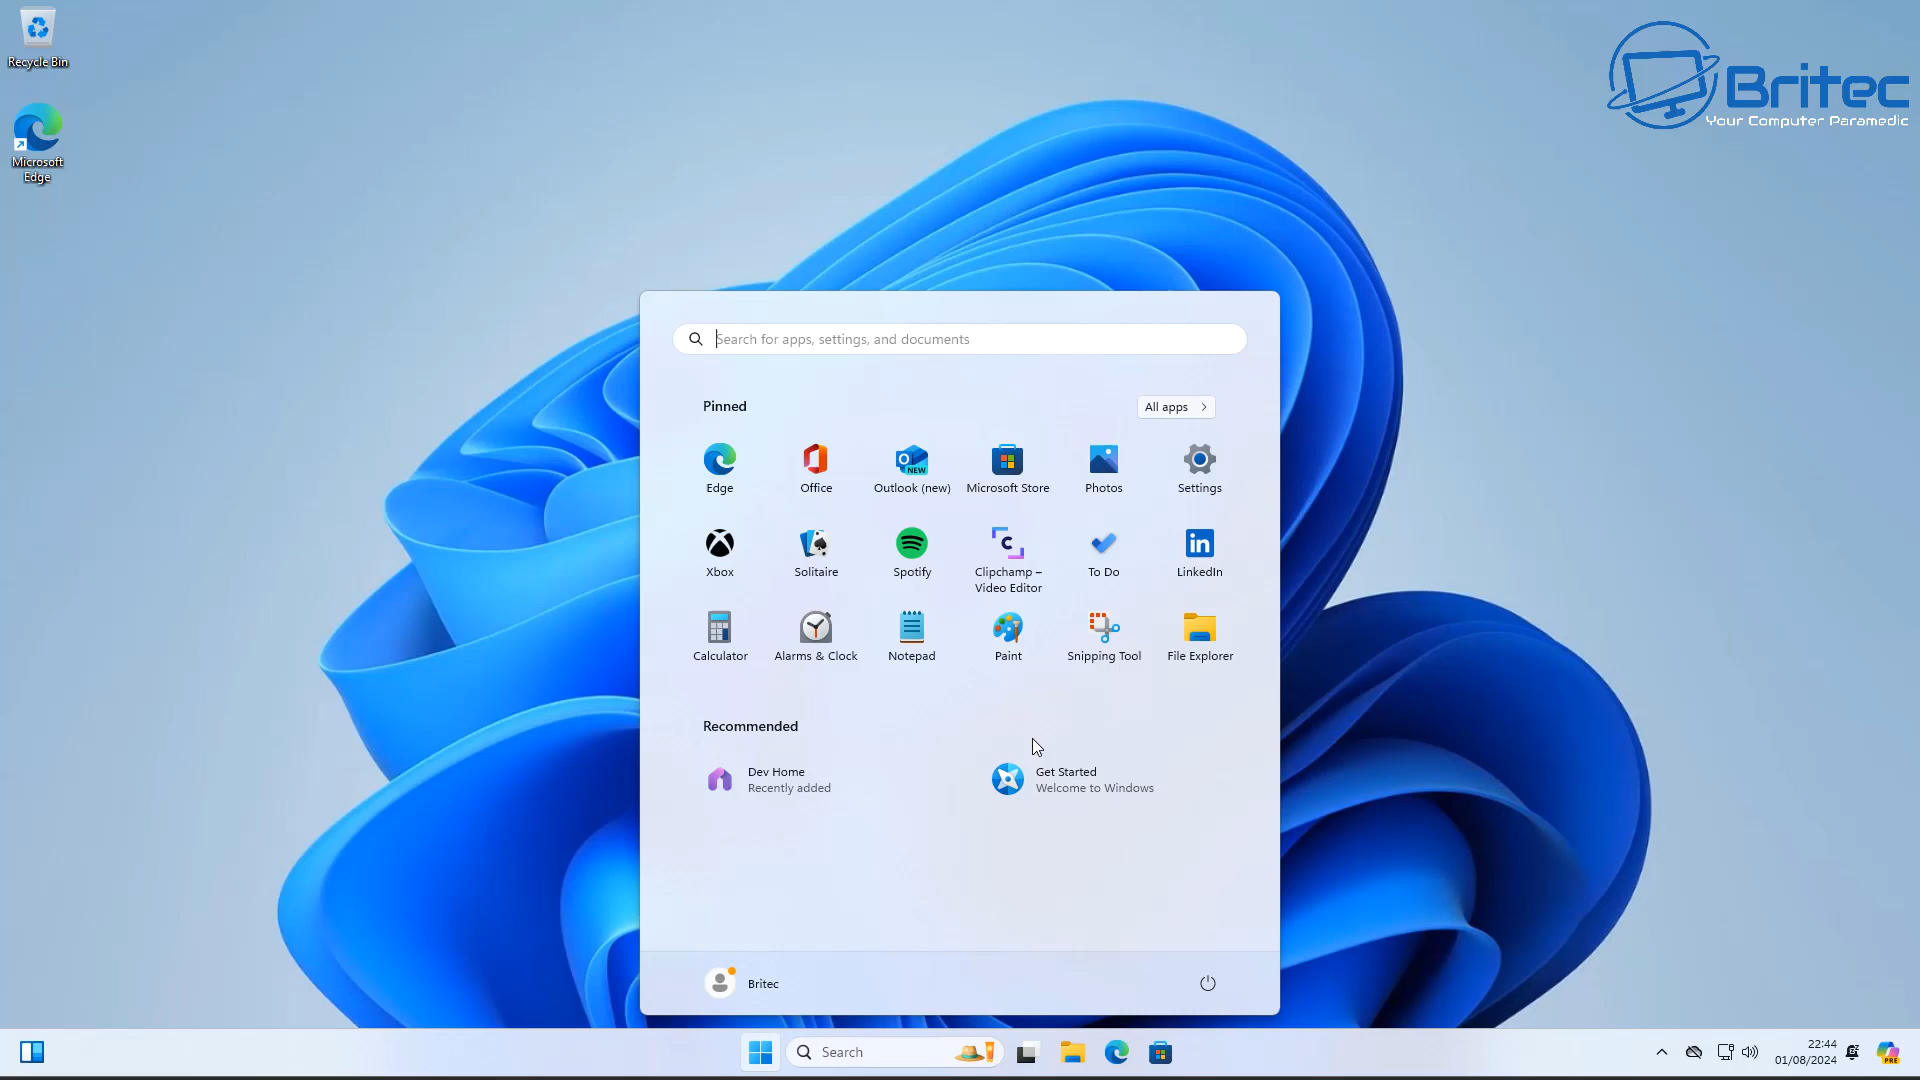 Recycle Bin
Microsoft
Edge
Britec
Your Computer Paramedic
Search for apps, settings, and documents
Pinned
All apps
Edge
Office
Outlook (new)
Microsoft Store
Photos
Settings
Xbox
Solitaire
Spotify
Clipchamp –
Video Editor
To Do
LinkedIn
Calculator
Alarms & Clock
Notepad
Paint
Snipping Tool
File Explorer
Recommended
Dev Home
Recently added
Get Started
Welcome to Windows
Britec
Search
22:44
01/08/2024
PRE
NEW